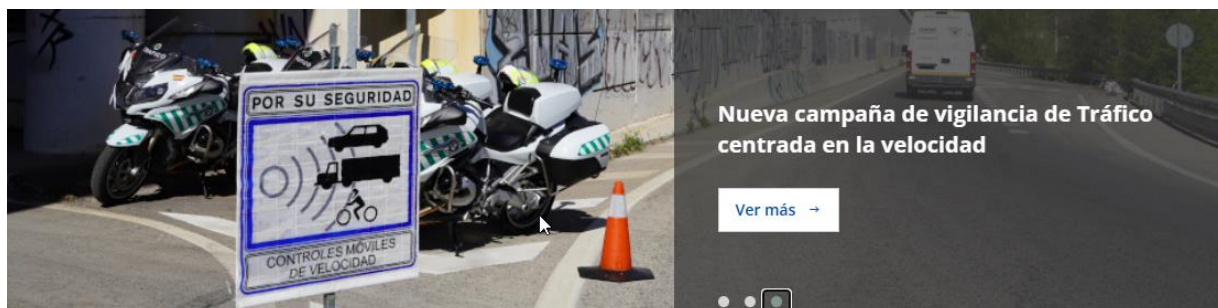 POR SU SEGURIDAD
CONTROLES MÓVILES
DE VELOCIDAD
Nueva campaña de vigilancia de Tráfico
centrada en la velocidad
Ver más →